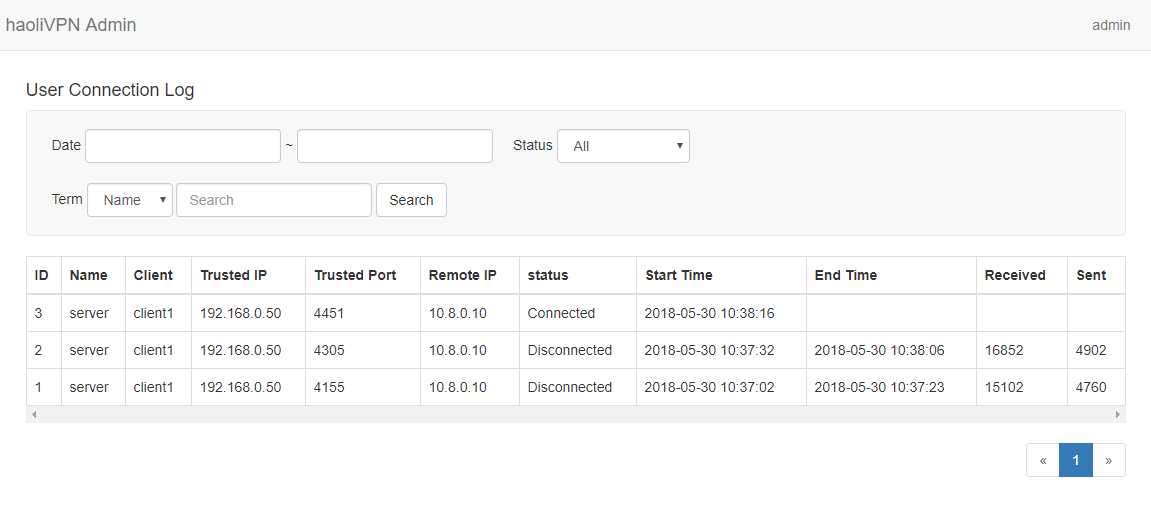 haoliVPN Admin admin
User Connection Log
Date ~ Status All
Term Name Search Search
ID Name Client Trusted IP Trusted Port Remote IP status Start Time End Time Received Sent
3 server client1 192.168.0.50 4451 10.8.0.10 Connected 2018-05-30 10:38:16
2 server client1 192.168.0.50 4305 10.8.0.10 Disconnected 2018-05-30 10:37:32 2018-05-30 10:38:06 16852 4902
1 server client1 192.168.0.50 4155 10.8.0.10 Disconnected 2018-05-30 10:37:02 2018-05-30 10:37:23 15102 4760
« 1 »